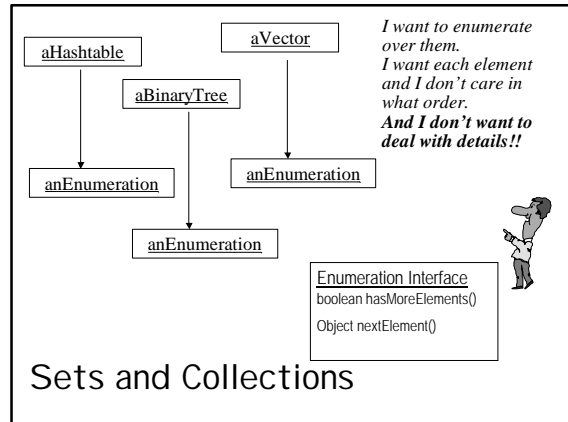 aHashtable
aVector
aBinaryTree
I want to enumerate
over them.
I want each element
and I don't care in
what order.
And I don't want to
deal with details!!
anEnumeration
anEnumeration
anEnumeration
Enumeration Interface
boolean hasMoreElements()
Object nextElement()
Sets and Collections